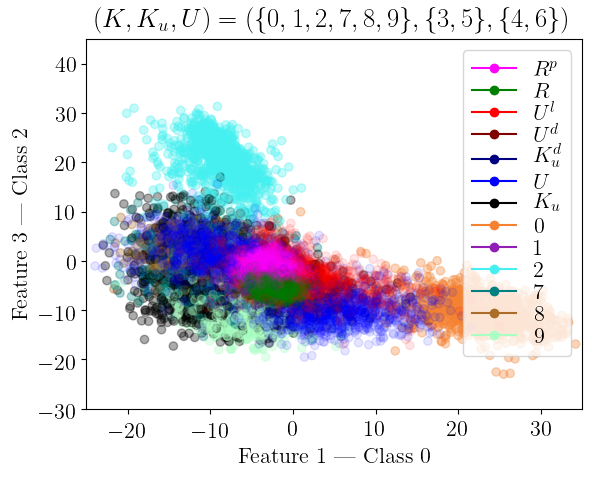 (K, K_u, U) = ({0, 1, 2, 7, 8, 9}, {3, 5}, {4, 6})
40
30
20
10
0
−10
−20
−30
Feature 3 — Class 2
R^p
R
U^l
U^d
K_u^d
U
K_u
0
1
2
7
8
9
−20 −10 0 10 20 30
Feature 1 — Class 0